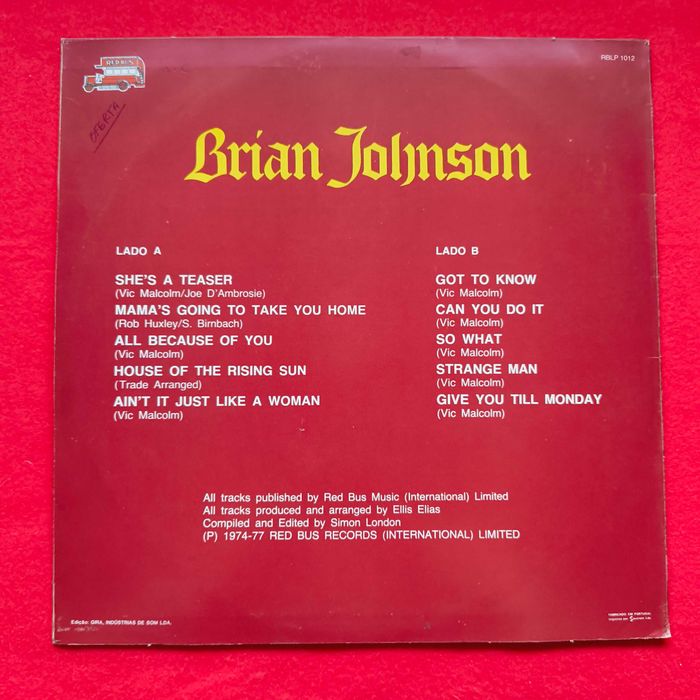 RED BUS
RBLP 1012
OFERTA
Brian Johnson
LADO A
SHE'S A TEASER
(Vic Malcolm/Joe D'Ambrosie)
MAMA'S GOING TO TAKE YOU HOME
(Rob Huxley/S. Birnbach)
ALL BECAUSE OF YOU
(Vic Malcolm)
HOUSE OF THE RISING SUN
(Trade Arranged)
AIN'T IT JUST LIKE A WOMAN
(Vic Malcolm)
LADO B
GOT TO KNOW
(Vic Malcolm)
CAN YOU DO IT
(Vic Malcolm)
SO WHAT
(Vic Malcolm)
STRANGE MAN
(Vic Malcolm)
GIVE YOU TILL MONDAY
(Vic Malcolm)
All tracks published by Red Bus Music (International) Limited
All tracks produced and arranged by Ellis Elias
Compiled and Edited by Simon London
(P) 1974-77 RED BUS RECORDS (INTERNATIONAL) LIMITED
Edição: GIRA, INDÚSTRIAS DE SOM LDA.
FABRICADO EM PORTUGAL